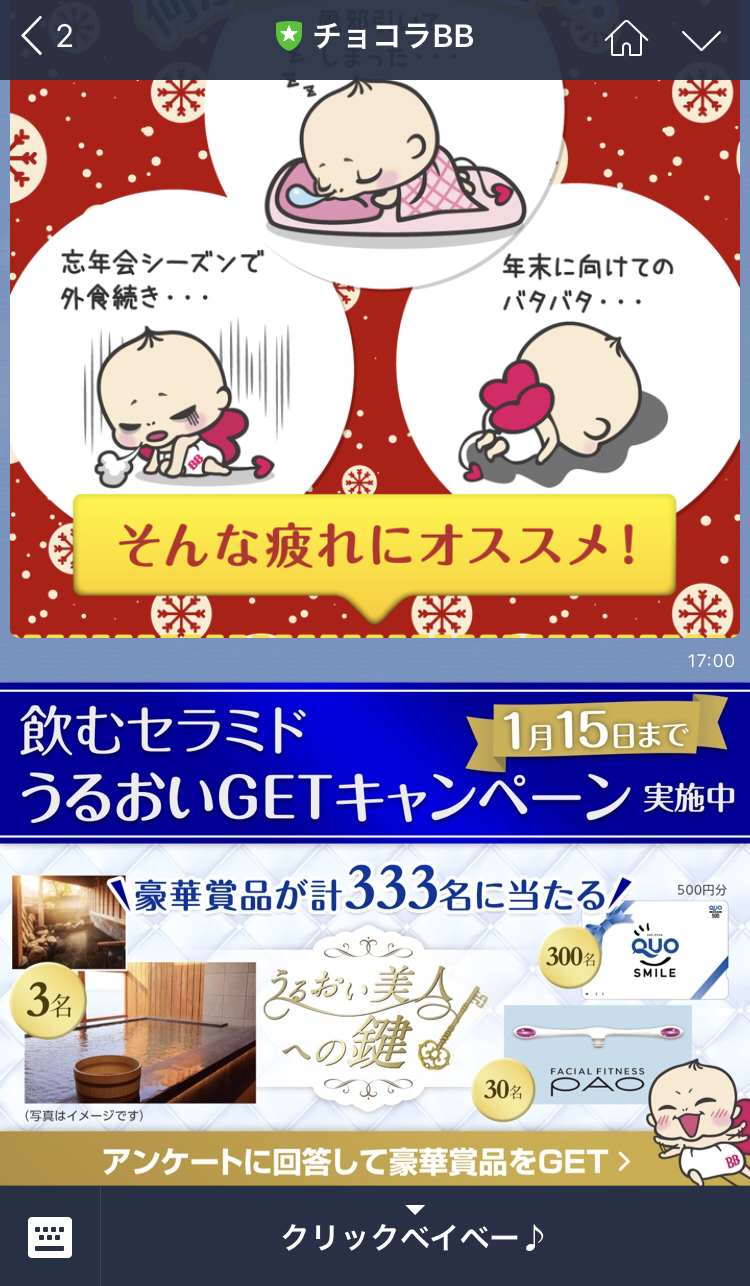 2
チョコラBB
忘年会シーズンで
外食続き・・・
年末に向けての
バタバタ・・・
BB
そんな疲れにオススメ!
17:00
飲むセラミド
1月15日まで
うるおいGETキャンペーン 実施中
豪華賞品が計333名に当たる
500円分
QUO
500
300名
QUO
SMILE
3名
うるおい美人
への鍵
30名
FACIAL FITNESS
PAO
(写真はイメージです)
BB
アンケートに回答して豪華賞品をGET >
クリックベイベー♪